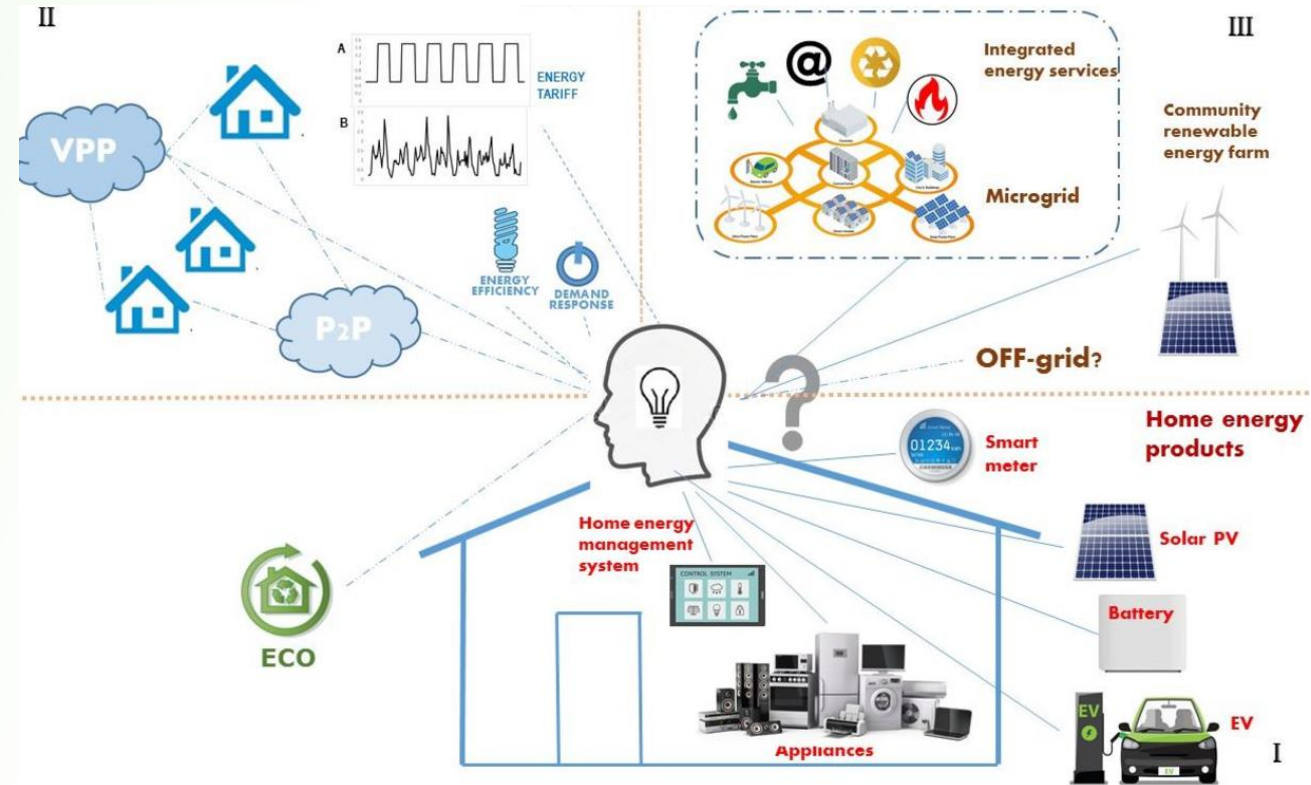 II
A
ENERGY
TARIFF
B
VPP
P2P
ENERGY
EFFICIENCY
DEMAND
RESPONSE
III
@
Integrated
energy services
Microgrid
Community
renewable
energy farm
OFF-grid?
?
Home energy
products
01234
Smart
meter
Home energy
management
system
CONTROL SYSTEM
Solar PV
Battery
Appliances
EV
EV
EV
I
ECO